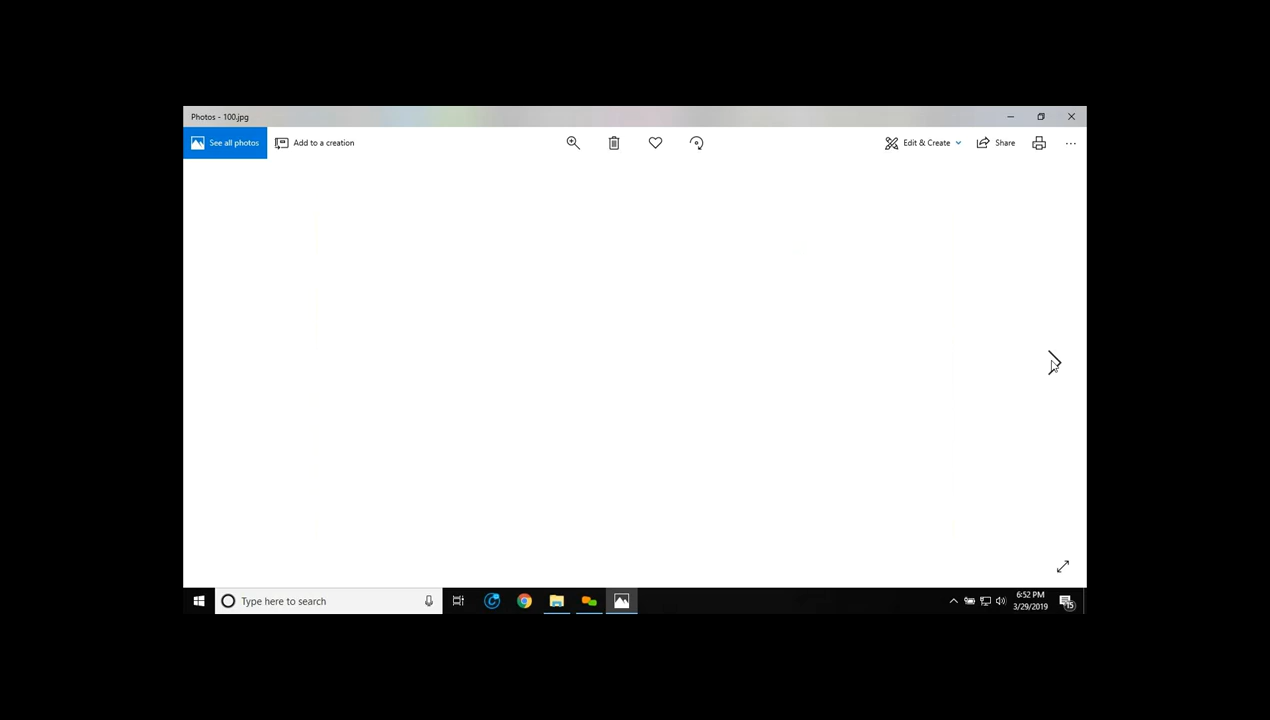 Photos - 100.jpg
See all photos
Add to a creation
Edit & Create
Share
Type here to search
6:52 PM
3/29/2019
15